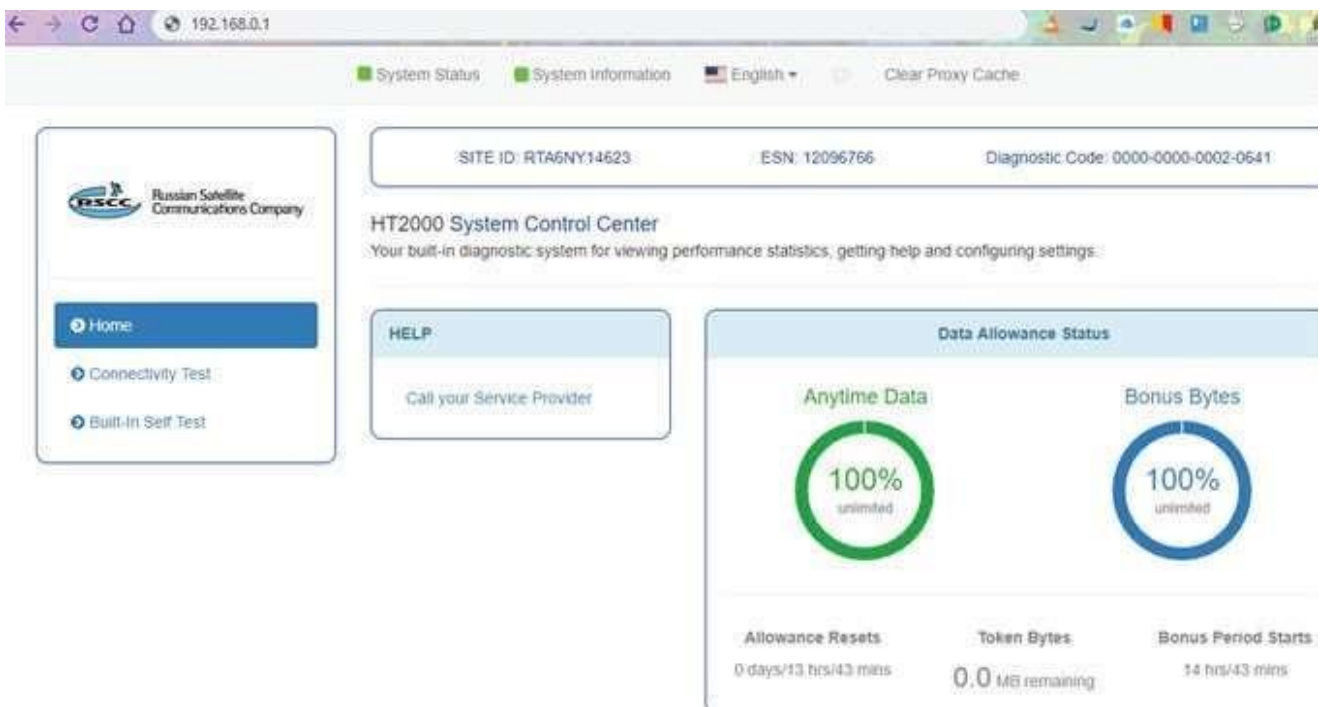 192.168.0.1
System Status System Information English Clear Proxy Cache
RSCC Russian Satellite
Communications Company
SITE ID: RTA6NY14623 ESN: 12096766 Diagnostic Code: 0000-0000-0002-0641
HT2000 System Control Center
Your built-in diagnostic system for viewing performance statistics, getting help and configuring settings.
Home
Connectivity Test
Built-In Self Test
HELP
Call your Service Provider
Data Allowance Status
Anytime Data Bonus Bytes
100% 100%
unlimited unlimited
Allowance Resets Token Bytes Bonus Period Starts
0 days/13 hrs/43 mins 0.0 MB remaining 14 hrs/43 mins